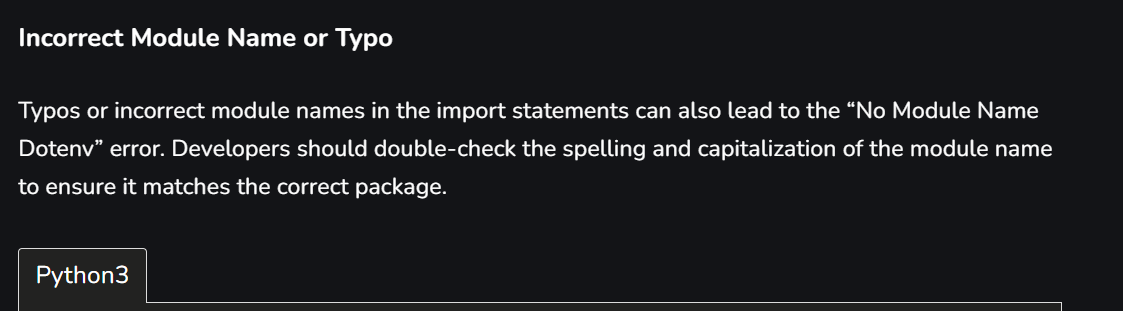 Incorrect Module Name or Typo
Typos or incorrect module names in the import statements can also lead to the “No Module Name
Dotenv” error. Developers should double-check the spelling and capitalization of the module name
to ensure it matches the correct package.
Python3